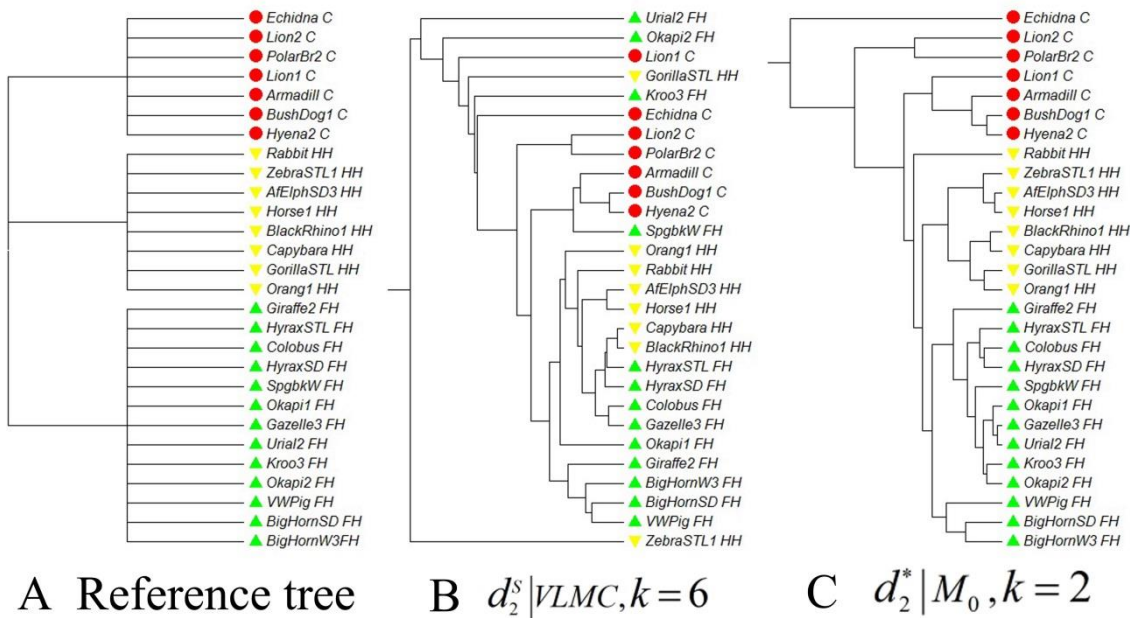 Echidna C
Lion2 C
PolarBr2 C
Lion1 C
Armadill C
BushDog1 C
Hyena2 C
Rabbit HH
ZebraSTL1 HH
AfElphSD3 HH
Horse1 HH
BlackRhino1 HH
Capybara HH
GorillaSTL HH
Orang1 HH
Giraffe2 FH
HyraxSTL FH
Colobus FH
HyraxSD FH
SpgbkW FH
Okapi1 FH
Gazelle3 FH
Urial2 FH
Kroo3 FH
Okapi2 FH
VWPig FH
BigHornSD FH
BigHornW3FH
A Reference tree
Urial2 FH
Okapi2 FH
Lion1 C
GorillaSTL HH
Kroo3 FH
Echidna C
Lion2 C
PolarBr2 C
Armadill C
BushDog1 C
Hyena2 C
SpgbkW FH
Orang1 HH
Rabbit HH
AfElphSD3 HH
Horse1 HH
Capybara HH
BlackRhino1 HH
HyraxSTL FH
HyraxSD FH
Colobus FH
Gazelle3 FH
Okapi1 FH
Giraffe2 FH
BigHornW3 FH
BigHornSD FH
VWPig FH
ZebraSTL1 HH
B d_2^S|VLMC, k = 6
Echidna C
Lion2 C
PolarBr2 C
Lion1 C
Armadill C
BushDog1 C
Hyena2 C
Rabbit HH
ZebraSTL1 HH
AfElphSD3 HH
Horse1 HH
BlackRhino1 HH
Capybara HH
GorillaSTL HH
Orang1 HH
Giraffe2 FH
HyraxSTL FH
Colobus FH
HyraxSD FH
SpgbkW FH
Okapi1 FH
Gazelle3 FH
Urial2 FH
Kroo3 FH
Okapi2 FH
VWPig FH
BigHornSD FH
BigHornW3 FH
C d_2^*|M_0, k = 2